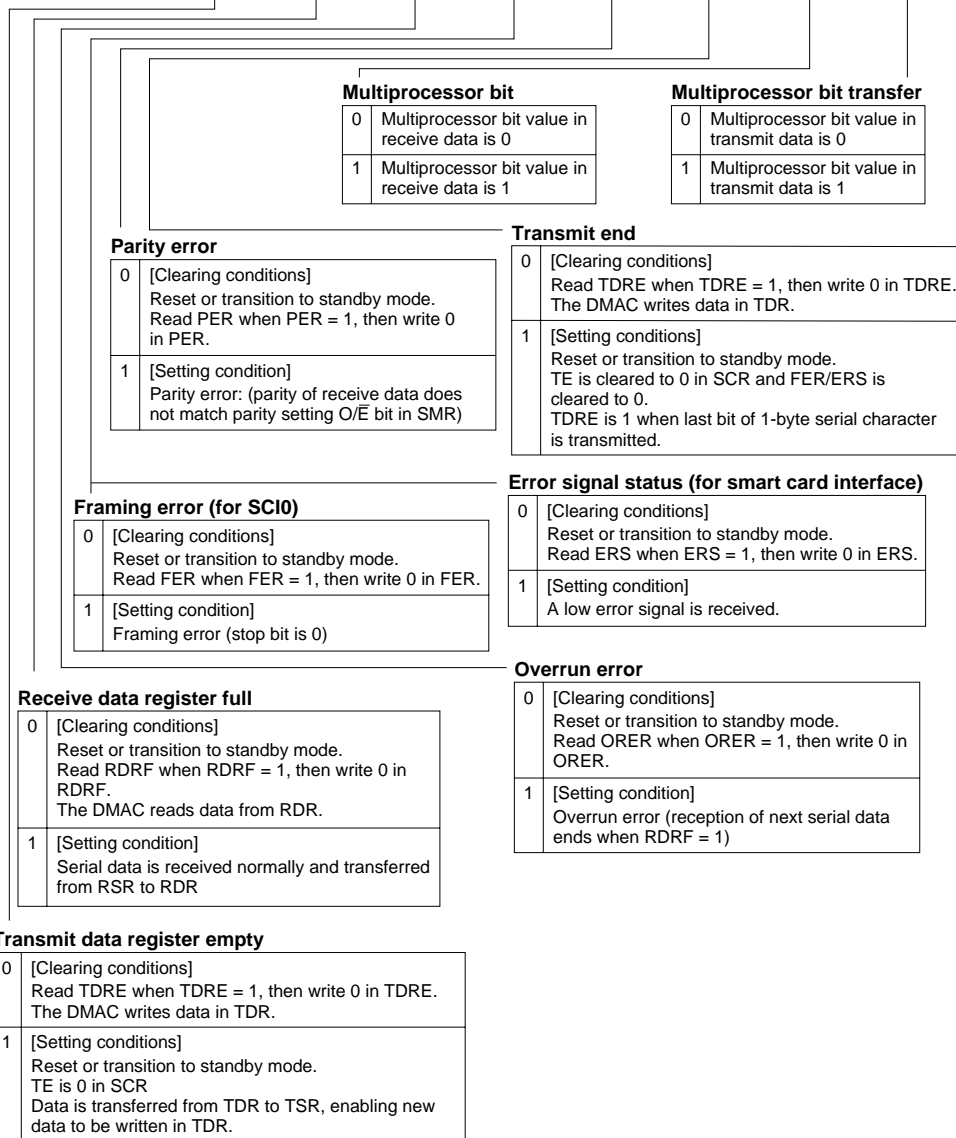 Multiprocessor bit
0 Multiprocessor bit value in
receive data is 0
1 Multiprocessor bit value in
receive data is 1
Multiprocessor bit transfer
0 Multiprocessor bit value in
transmit data is 0
1 Multiprocessor bit value in
transmit data is 1
Parity error
0 [Clearing conditions]
Reset or transition to standby mode.
Read PER when PER = 1, then write 0
in PER.
1 [Setting condition]
Parity error: (parity of receive data does
not match parity setting O/E̅ bit in SMR)
Transmit end
0 [Clearing conditions]
Read TDRE when TDRE = 1, then write 0 in TDRE.
The DMAC writes data in TDR.
1 [Setting conditions]
Reset or transition to standby mode.
TE is cleared to 0 in SCR and FER/ERS is
cleared to 0.
TDRE is 1 when last bit of 1-byte serial character
is transmitted.
Framing error (for SCI0)
0 [Clearing conditions]
Reset or transition to standby mode.
Read FER when FER = 1, then write 0 in FER.
1 [Setting condition]
Framing error (stop bit is 0)
Error signal status (for smart card interface)
0 [Clearing conditions]
Reset or transition to standby mode.
Read ERS when ERS = 1, then write 0 in ERS.
1 [Setting condition]
A low error signal is received.
Receive data register full
0 [Clearing conditions]
Reset or transition to standby mode.
Read RDRF when RDRF = 1, then write 0 in
RDRF.
The DMAC reads data from RDR.
1 [Setting condition]
Serial data is received normally and transferred
from RSR to RDR
Overrun error
0 [Clearing conditions]
Reset or transition to standby mode.
Read ORER when ORER = 1, then write 0 in
ORER.
1 [Setting condition]
Overrun error (reception of next serial data
ends when RDRF = 1)
Transmit data register empty
0 [Clearing conditions]
Read TDRE when TDRE = 1, then write 0 in TDRE.
The DMAC writes data in TDR.
1 [Setting conditions]
Reset or transition to standby mode.
TE is 0 in SCR
Data is transferred from TDR to TSR, enabling new
data to be written in TDR.